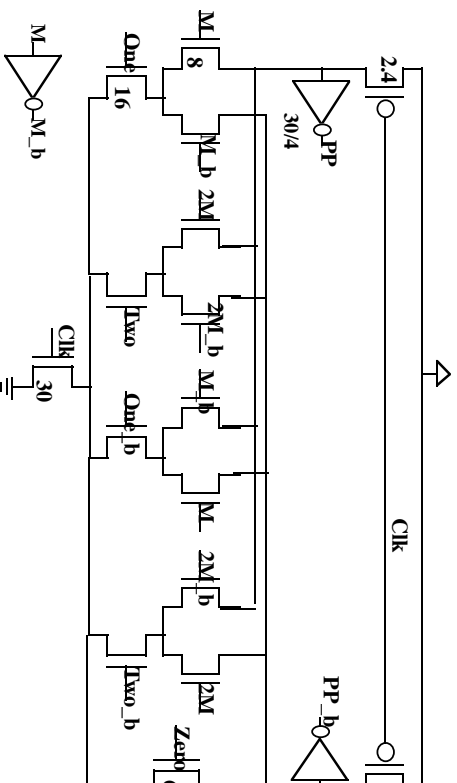 M
M_b
One
16
M
8
M_b
2.4
30/4
PP
2M
2M_b
Two
Clk
30
M_b
M
One_b
Clk
2M_b
2M
Two_b
PP_b
Zero